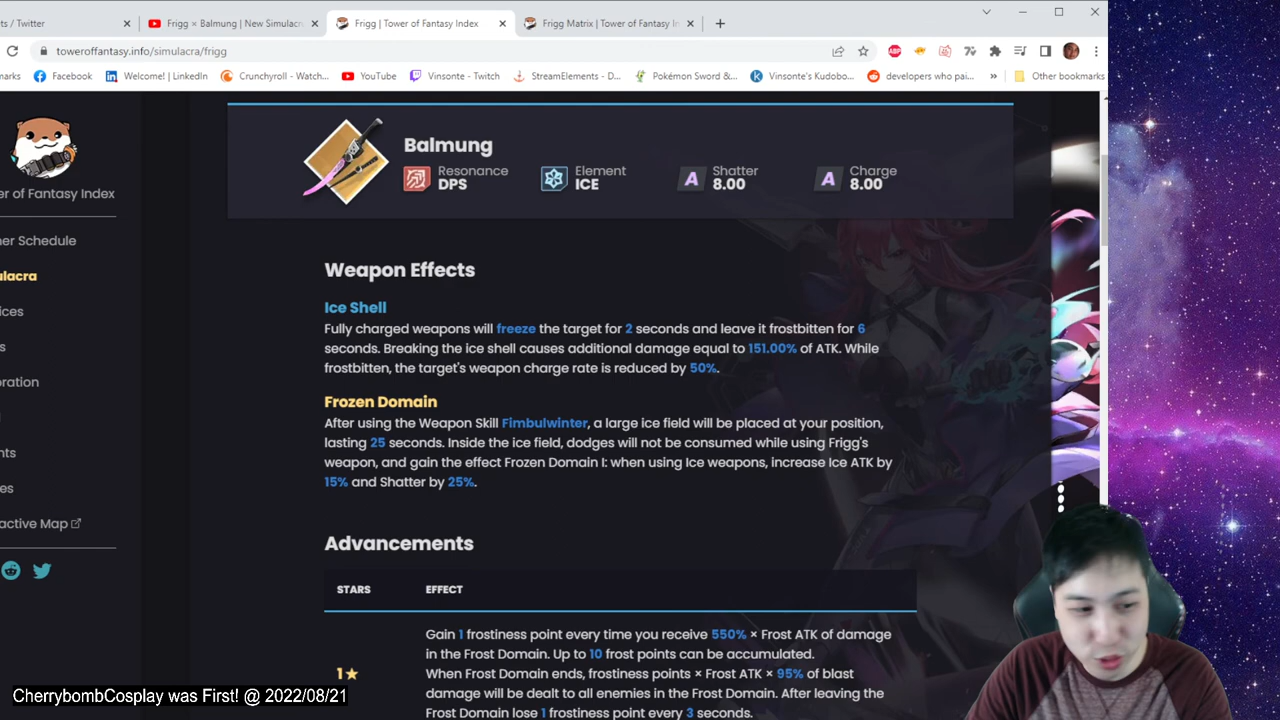 ts / Twitter
Frigg × Balmung | New Simulacr
Frigg | Tower of Fantasy Index
Frigg Matrix | Tower of Fantasy In
toweroffantasy.info/simulacra/frigg
marks
Facebook
Welcome! | LinkedIn
Crunchyroll - Watch...
YouTube
Vinsonte - Twitch
StreamElements - D...
Pokémon Sword &...
Vinsonte's Kudobo...
developers who pai...
»
Other bookmarks
er of Fantasy Index
ner Schedule
ulacra
ices
s
oration
nts
es
active Map
Balmung
Resonance
DPS
Element
ICE
A
Shatter
8.00
A
Charge
8.00
Weapon Effects
Ice Shell
Fully charged weapons will freeze the target for 2 seconds and leave it frostbitten for 6
seconds. Breaking the ice shell causes additional damage equal to 151.00% of ATK. While
frostbitten, the target's weapon charge rate is reduced by 50%.
Frozen Domain
After using the Weapon Skill Fimbulwinter, a large ice field will be placed at your position,
lasting 25 seconds. Inside the ice field, dodges will not be consumed while using Frigg's
weapon, and gain the effect Frozen Domain I: when using Ice weapons, increase Ice ATK by
15% and Shatter by 25%.
Advancements
STARS EFFECT
Gain 1 frostiness point every time you receive 550% × Frost ATK of damage
in the Frost Domain. Up to 10 frost points can be accumulated.
1★
When Frost Domain ends, frostiness points × Frost ATK × 95% of blast
damage will be dealt to all enemies in the Frost Domain. After leaving the
Frost Domain lose 1 frostiness point every 3 seconds.
CherrybombCosplay was First! @ 2022/08/21